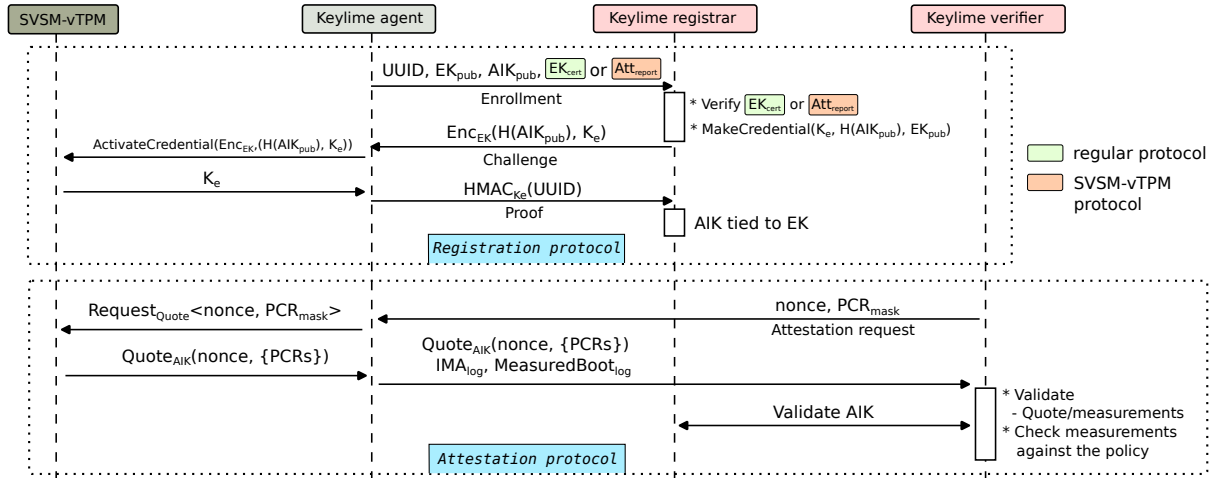 SVSM-vTPM
Keylime agent
Keylime registrar
Keylime verifier
UUID, EKpub, AIKpub, EKcert or Attreport
Enrollment
* Verify EKcert or Attreport
* MakeCredential(Ke, H(AIKpub), EKpub)
EncEK(H(AIKpub), Ke)
Challenge
ActivateCredential(EncEK,(H(AIKpub), Ke))
Ke
HMACKe(UUID)
Proof
AIK tied to EK
Registration protocol
regular protocol
SVSM-vTPM
protocol
nonce, PCRmask
Attestation request
RequestQuote<nonce, PCRmask>
QuoteAIK(nonce, {PCRs})
QuoteAIK(nonce, {PCRs})
IMAlog, MeasuredBootlog
* Validate
- Quote/measurements
* Check measurements
against the policy
Validate AIK
Attestation protocol